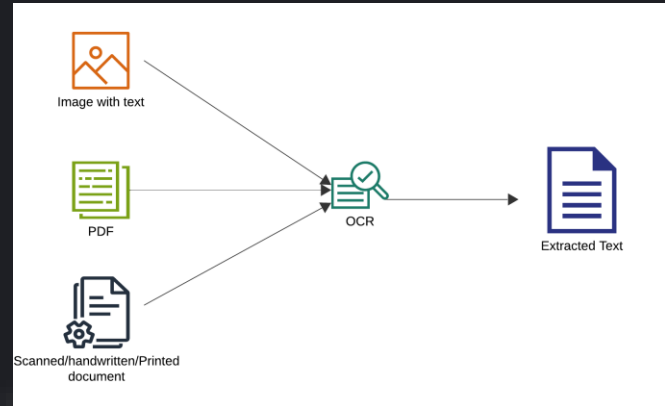 Image with text
PDF
OCR
Extracted Text
Scanned/handwritten/Printed
document